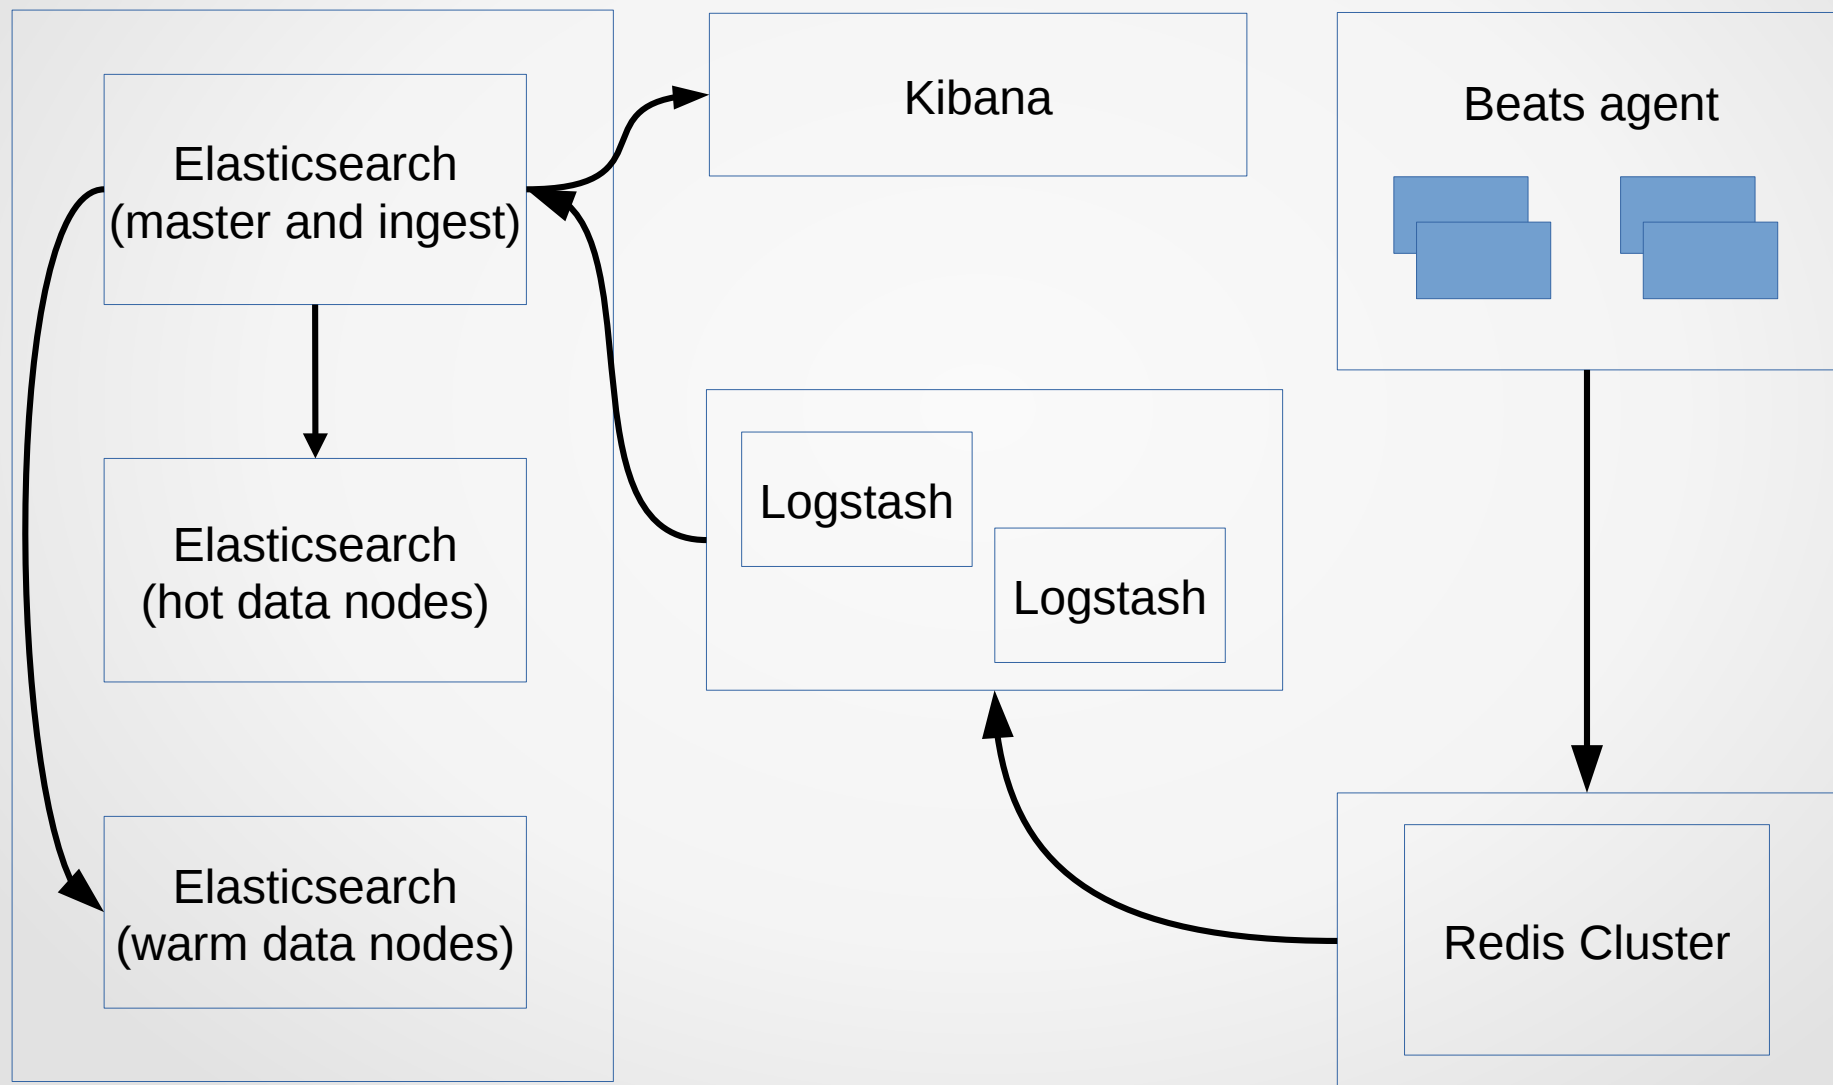 Elasticsearch
(master and ingest)
Elasticsearch
(hot data nodes)
Elasticsearch
(warm data nodes)
Kibana
Logstash
Logstash
Beats agent
Redis Cluster